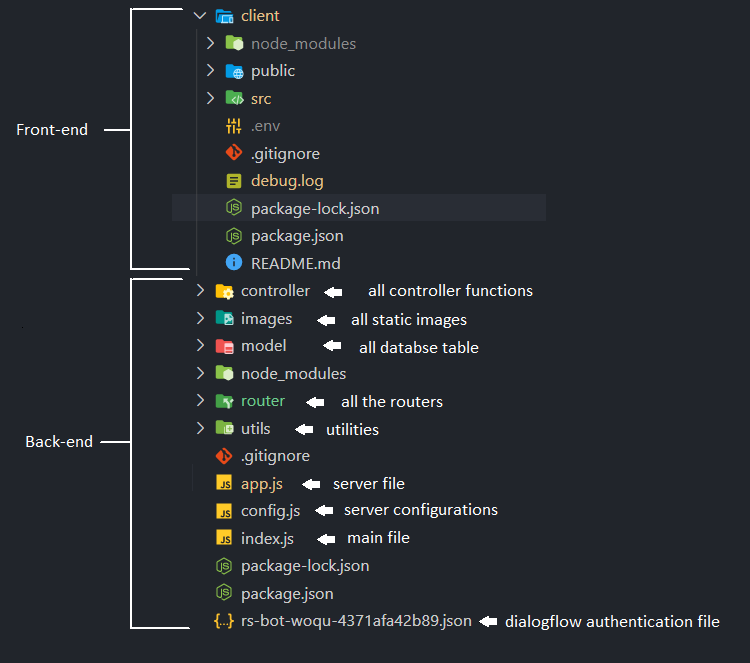 client
node_modules
public
src
Front-end
.env
.gitignore
debug.log
package-lock.json
package.json
README.md
controller all controller functions
images all static images
model all databse table
node_modules
router all the routers
utils utilities
Back-end
.gitignore
app.js server file
config.js server configurations
index.js main file
package-lock.json
package.json
rs-bot-woqu-4371afa42b89.json dialogflow authentication file